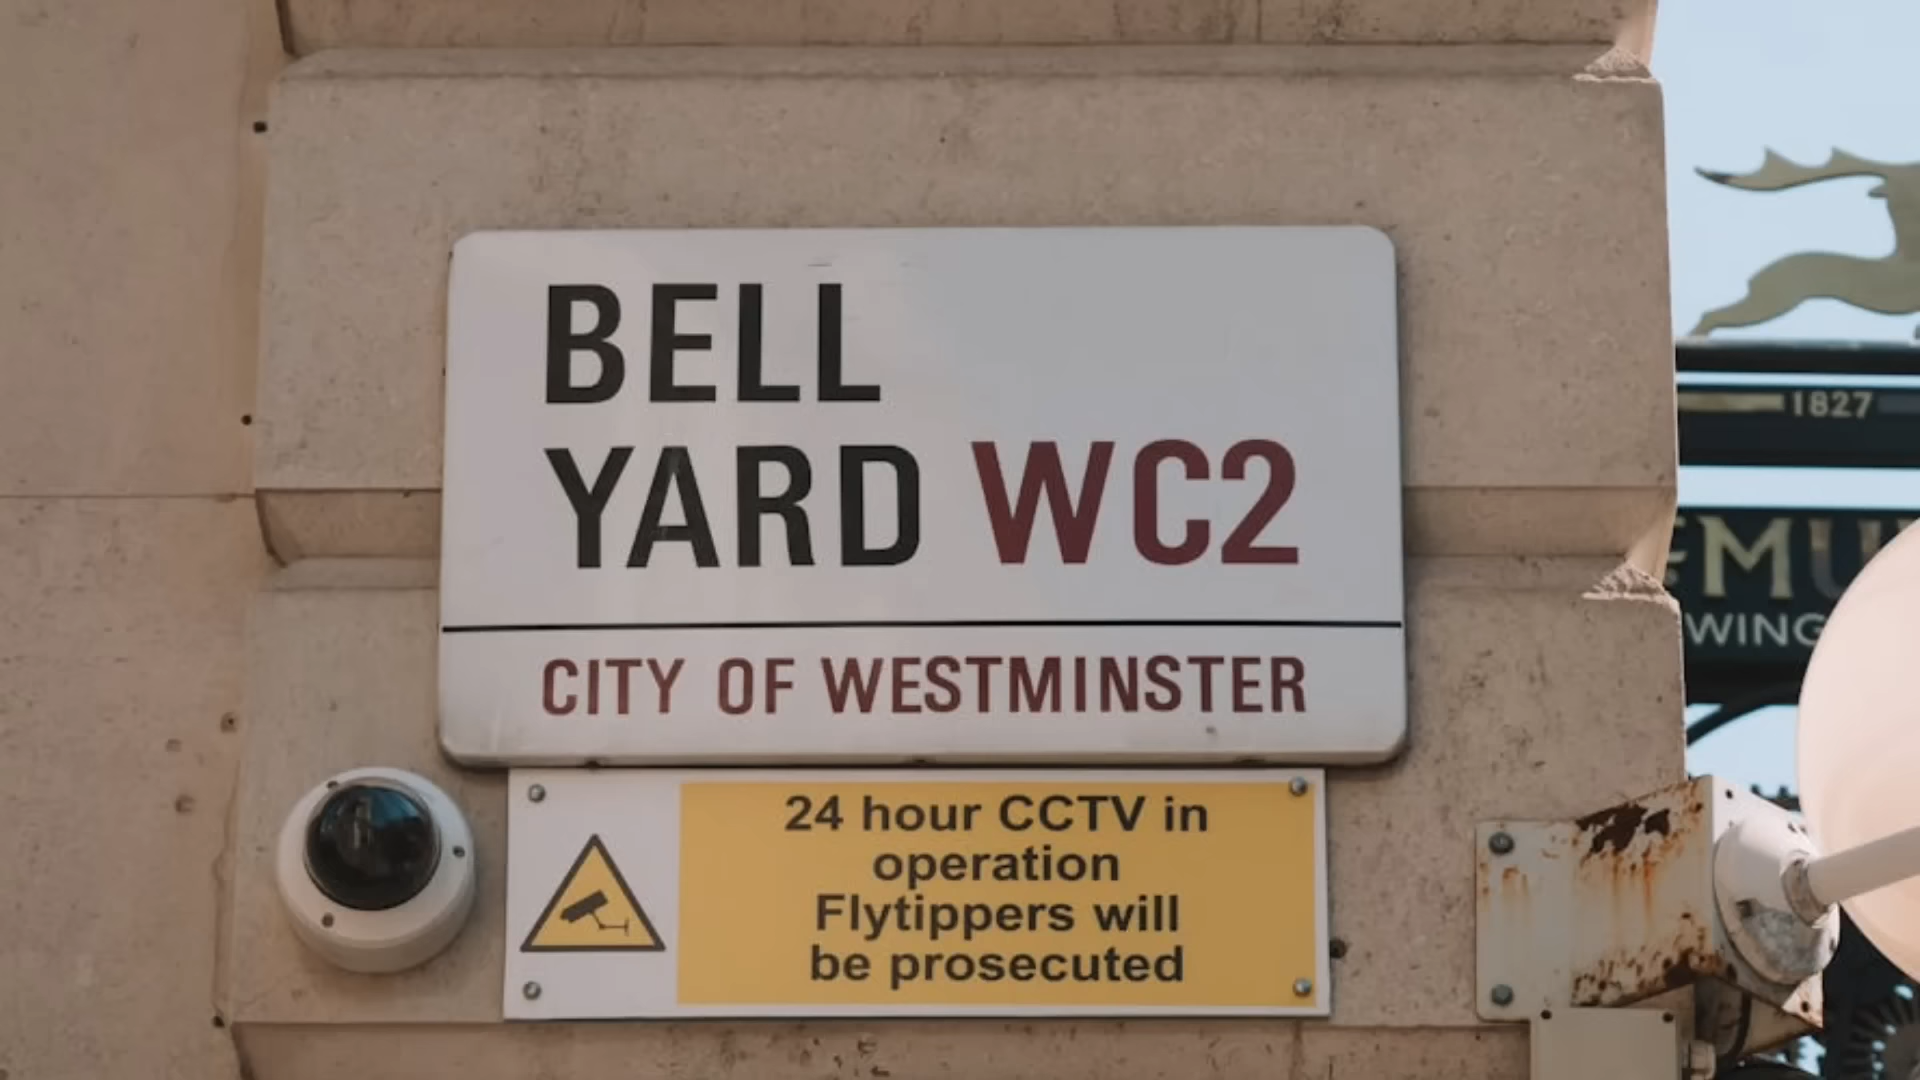 BELL
YARD WC2
CITY OF WESTMINSTER
24 hour CCTV in
operation
Flytippers will
be prosecuted
1827